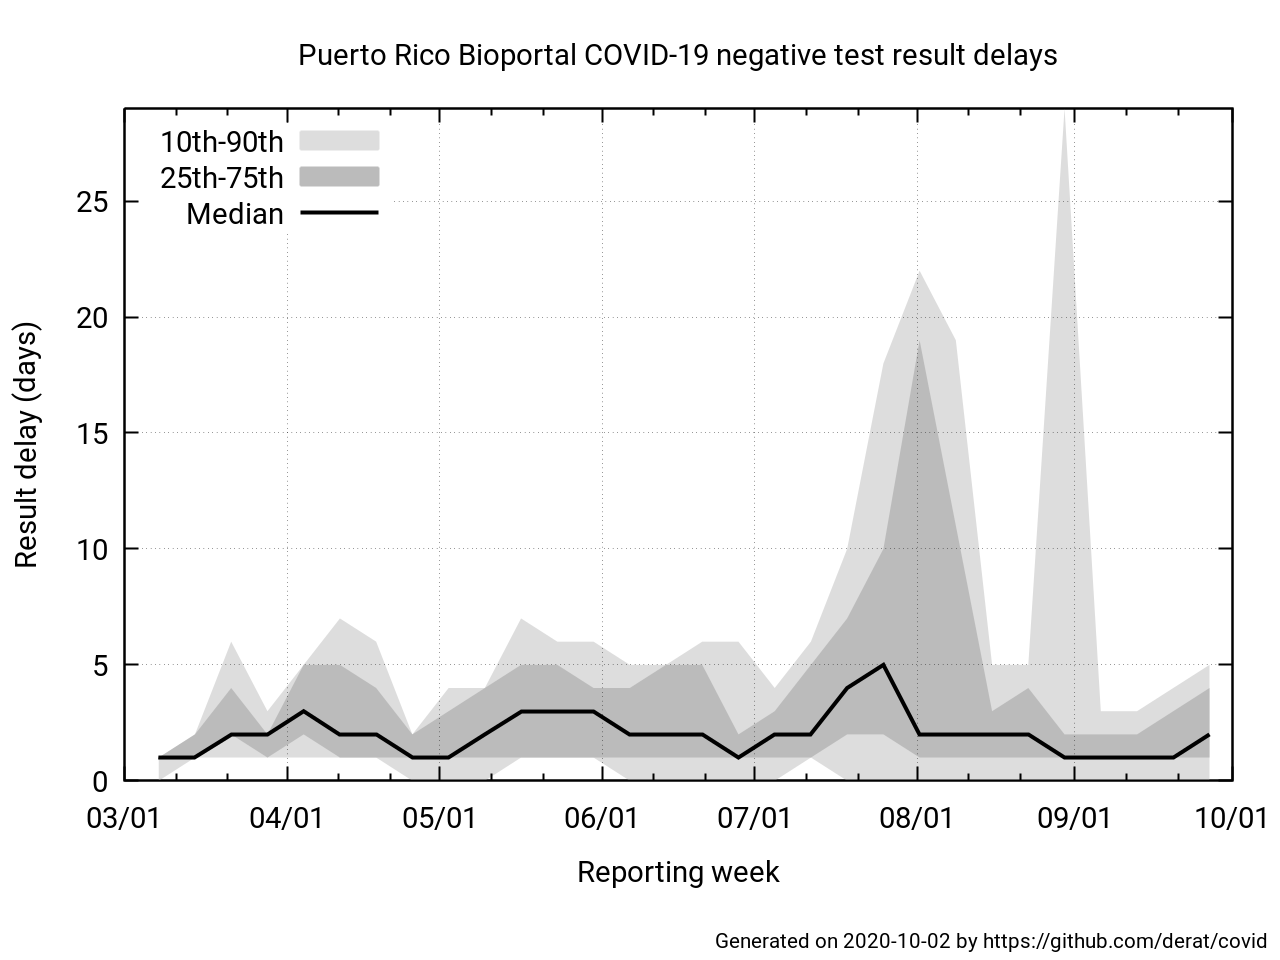 Puerto Rico Bioportal COVID-19 negative test result delays
10th-90th
25th-75th
Median
Result delay (days)
25
20
15
10
5
0
03/01 04/01 05/01 06/01 07/01 08/01 09/01 10/01
Reporting week
Generated on 2020-10-02 by https://github.com/derat/covid